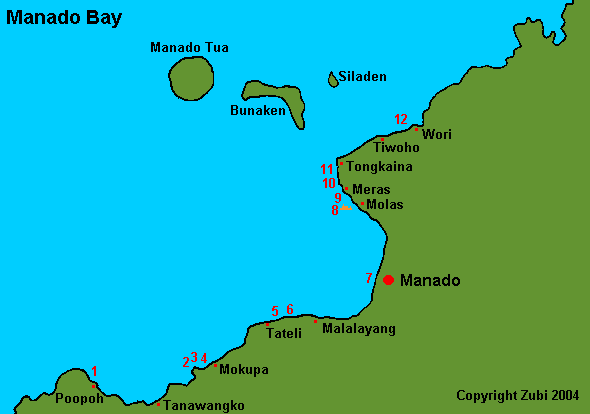 Manado Bay
Manado Tua
Siladen
Bunaken
12
Wori
Tiwoho
11
Tongkaina
10
Meras
9
Molas
8
7
Manado
5
6
Malalayang
Tateli
2
3
4
Mokupa
1
Poopoh
Tanawangko
Copyright Zubi 2004